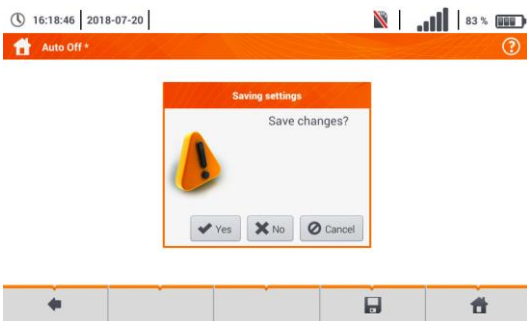 16:18:46 2018-07-20 83 %
Auto Off *
Saving settings
Save changes?
Yes No Cancel